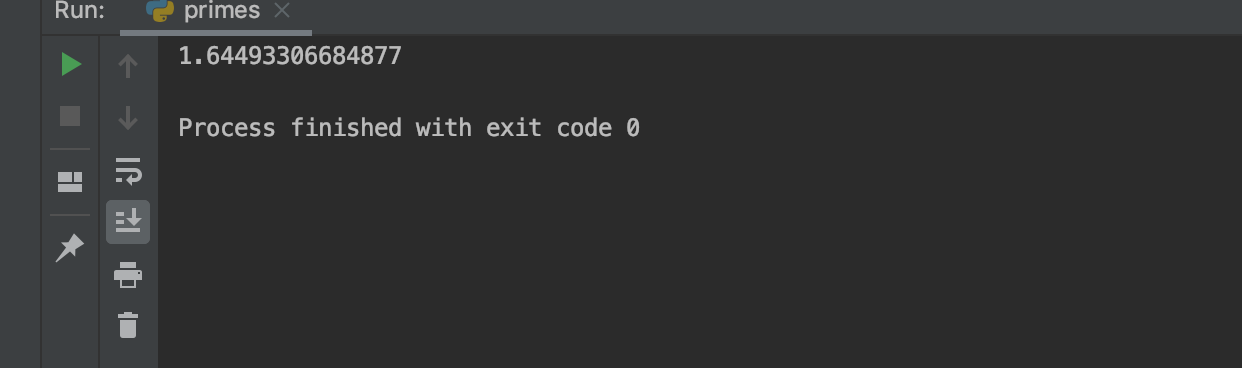 Run: primes
1.64493306684877
Process finished with exit code 0